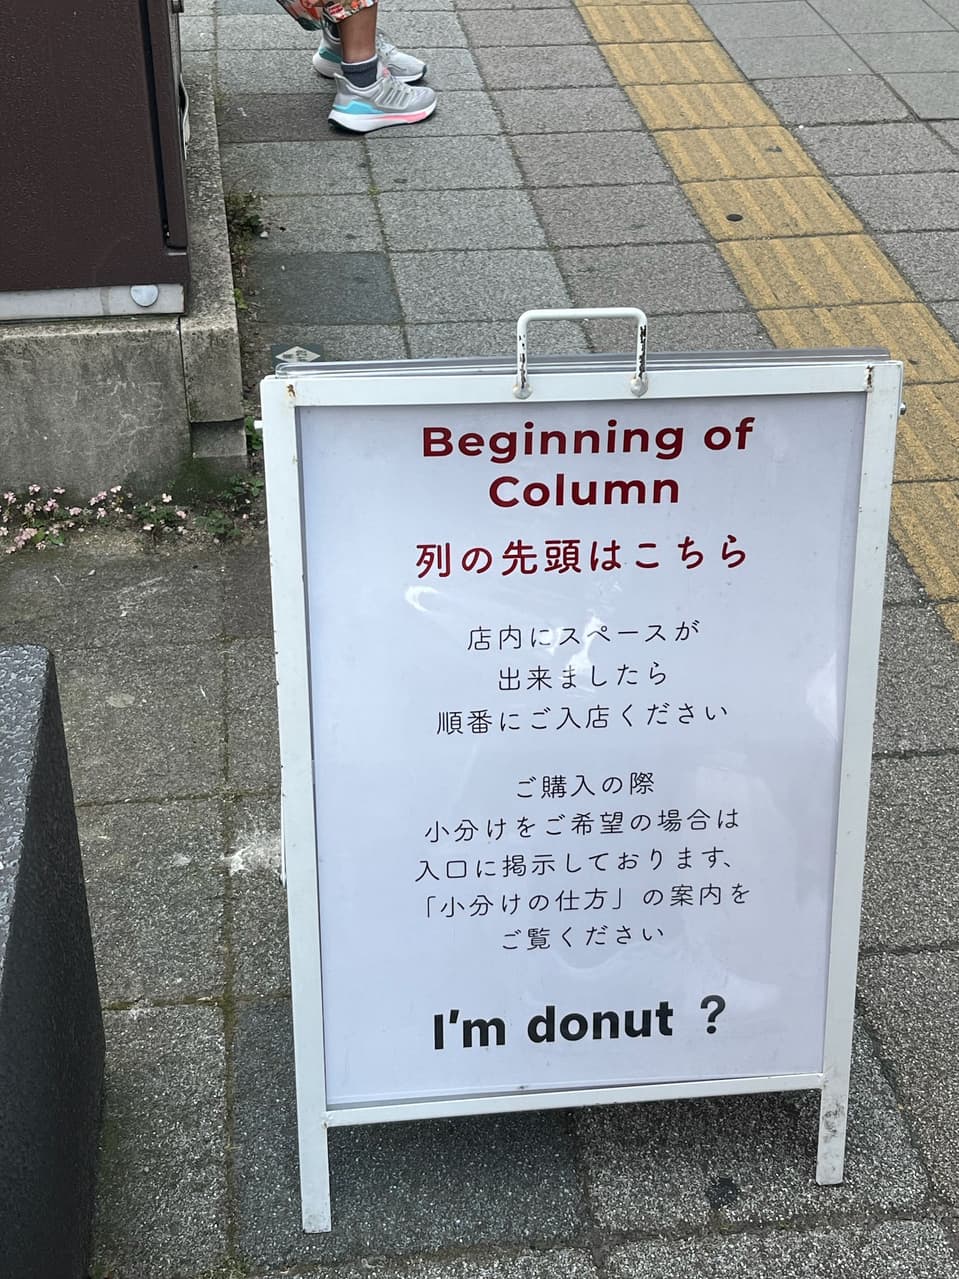 Beginning of
Column
列の先頭はこちら
店内にスペースが
出来ましたら
順番にご入店ください
ご購入の際
小分けをご希望の場合は
入口に掲示しております、
「小分けの仕方」の案内を
ご覧ください
I'm donut ?